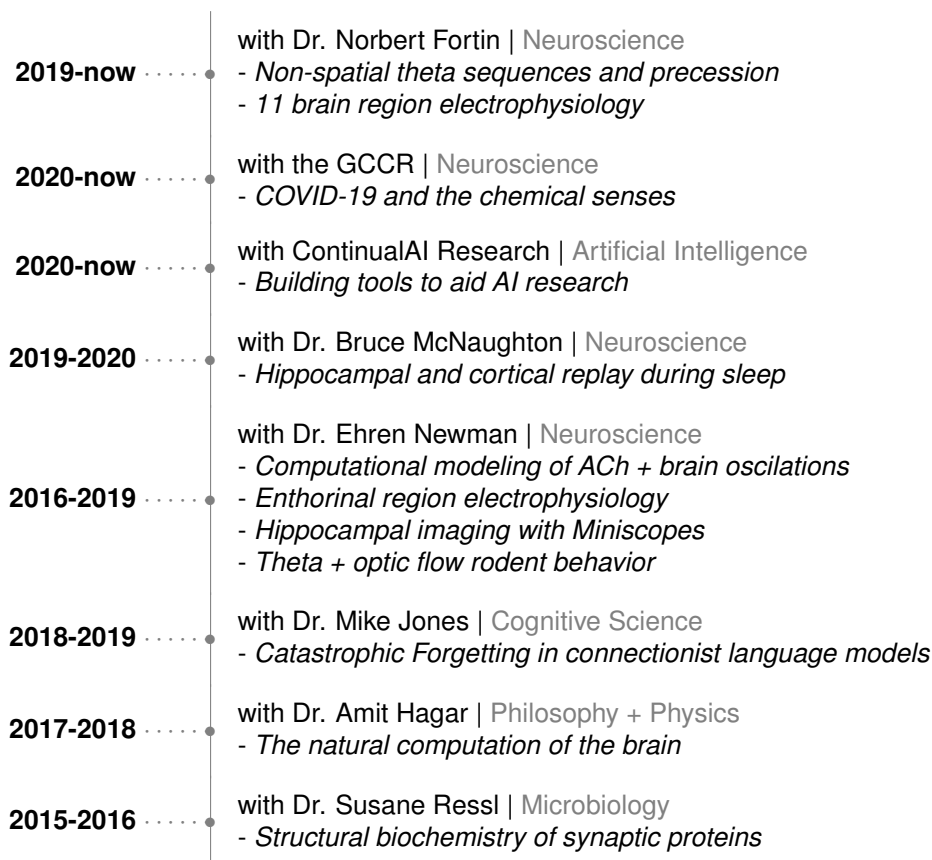 with Dr. Norbert Fortin | Neuroscience
2019-now
- Non-spatial theta sequences and precession
- 11 brain region electrophysiology
with the GCCR | Neuroscience
2020-now
- COVID-19 and the chemical senses
with ContinualAI Research | Artificial Intelligence
2020-now
- Building tools to aid AI research
with Dr. Bruce McNaughton | Neuroscience
2019-2020
- Hippocampal and cortical replay during sleep
with Dr. Ehren Newman | Neuroscience
- Computational modeling of ACh + brain oscilations
2016-2019
- Enthorinal region electrophysiology
- Hippocampal imaging with Miniscopes
- Theta + optic flow rodent behavior
with Dr. Mike Jones | Cognitive Science
2018-2019
- Catastrophic Forgetting in connectionist language models
with Dr. Amit Hagar | Philosophy + Physics
2017-2018
- The natural computation of the brain
with Dr. Susane Ressl | Microbiology
2015-2016
- Structural biochemistry of synaptic proteins